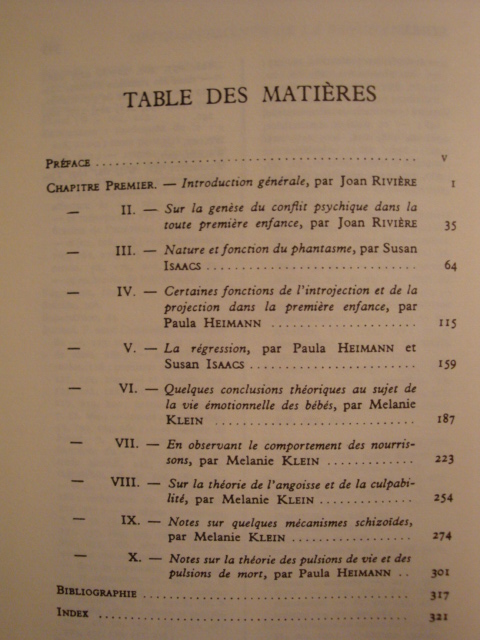 TABLE DES MATIÈRES
PRÉFACE ................................................ V
CHAPITRE PREMIER. — Introduction générale, par Joan RIVIÈRE 1
— II. — Sur la genèse du conflit psychique dans la
toute première enfance, par Joan RIVIÈRE 35
— III. — Nature et fonction du phantasme, par Susan
ISAACS ................................ 64
— IV. — Certaines fonctions de l'introjection et de la
projection dans la première enfance, par
Paula HEIMANN ...................... 115
— V. — La régression, par Paula HEIMANN et
Susan ISAACS ......................... 159
— VI. — Quelques conclusions théoriques au sujet de
la vie émotionnelle des bébés, par Melanie
KLEIN ............................. 187
— VII. — En observant le comportement des nourris-
sons, par Melanie KLEIN ............. 223
— VIII. — Sur la théorie de l'angoisse et de la culpabi-
lité, par Melanie KLEIN .............. 254
— IX. — Notes sur quelques mécanismes schizoïdes,
par Melanie KLEIN .................. 274
— X. — Notes sur la théorie des pulsions de vie et des
pulsions de mort, par Paula HEIMANN .. 301
BIBLIOGRAPHIE ......................................... 317
INDEX ................................................ 321